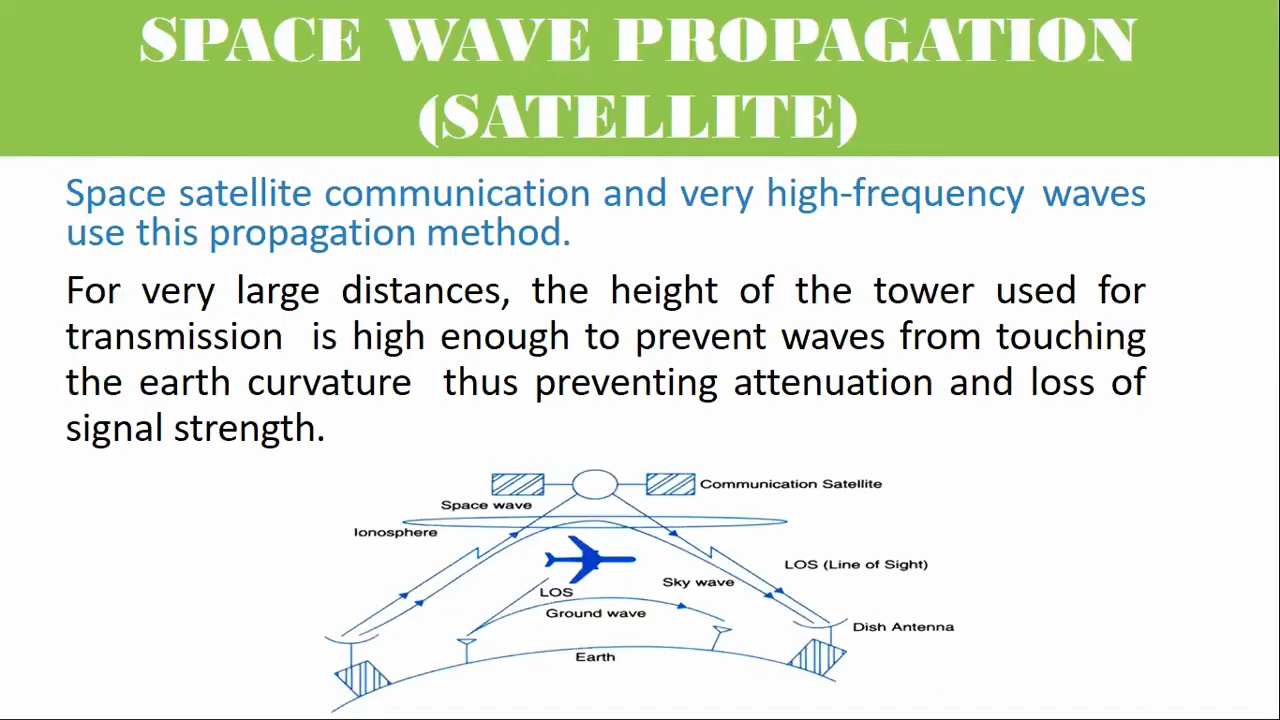 SPACE WAVE PROPAGATION
(SATELLITE)
Space satellite communication and very high-frequency waves
use this propagation method.
For very large distances, the height of the tower used for
transmission is high enough to prevent waves from touching
the earth curvature thus preventing attenuation and loss of
signal strength.
Communication Satellite
Space wave
Ionosphere
LOS (Line of Sight)
Sky wave
LOS
Ground wave
Dish Antenna
Earth